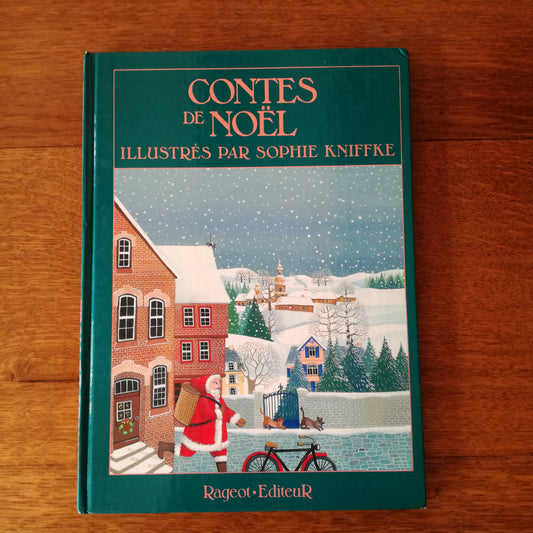 CONTES
DE NOËL
ILLUSTRÉS PAR SOPHIE KNIFFKE
Rageot • EditeuR